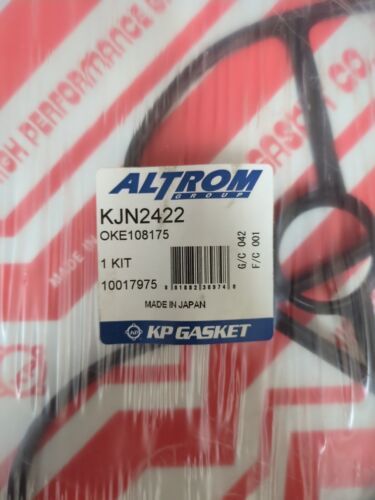 HIGH PERFORMANCE
GASKET CO.
MADE IN
ALTROM
GROUP
KJN2422
OKE108175
1 KIT
10017975
G/C 042
F/C 001
MADE IN JAPAN
KP GASKET